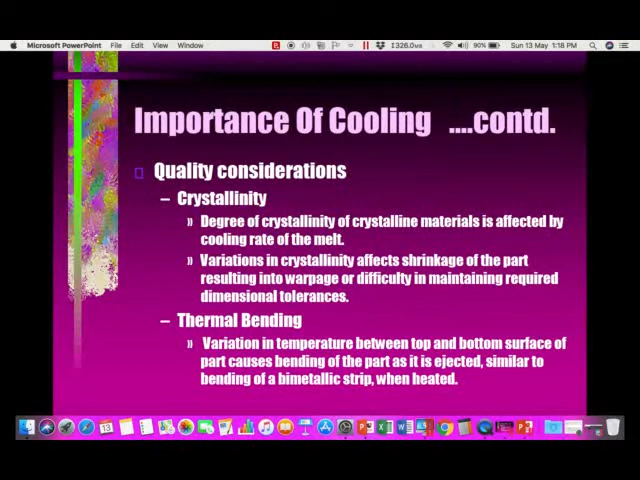 Microsoft PowerPoint File Edit View Window 90% Sun 13 May 1:18 PM
Importance Of Cooling ....contd.
Quality considerations
– Crystallinity
» Degree of crystallinity of crystalline materials is affected by
cooling rate of the melt.
» Variations in crystallinity affects shrinkage of the part
resulting into warpage or difficulty in maintaining required
dimensional tolerances.
– Thermal Bending
» Variation in temperature between top and bottom surface of
part causes bending of the part as it is ejected, similar to
bending of a bimetallic strip, when heated.